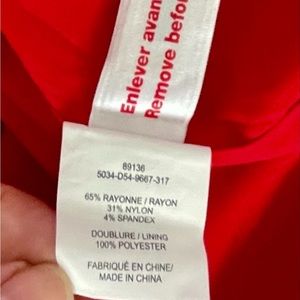 Enlever avan
Remove befor
89136
5034-D54-9667-317
65% RAYONNE / RAYON
31% NYLON
4% SPANDEX
DOUBLURE / LINING
100% POLYESTER
FABRIQUÉ EN CHINE/
MADE IN CHINA